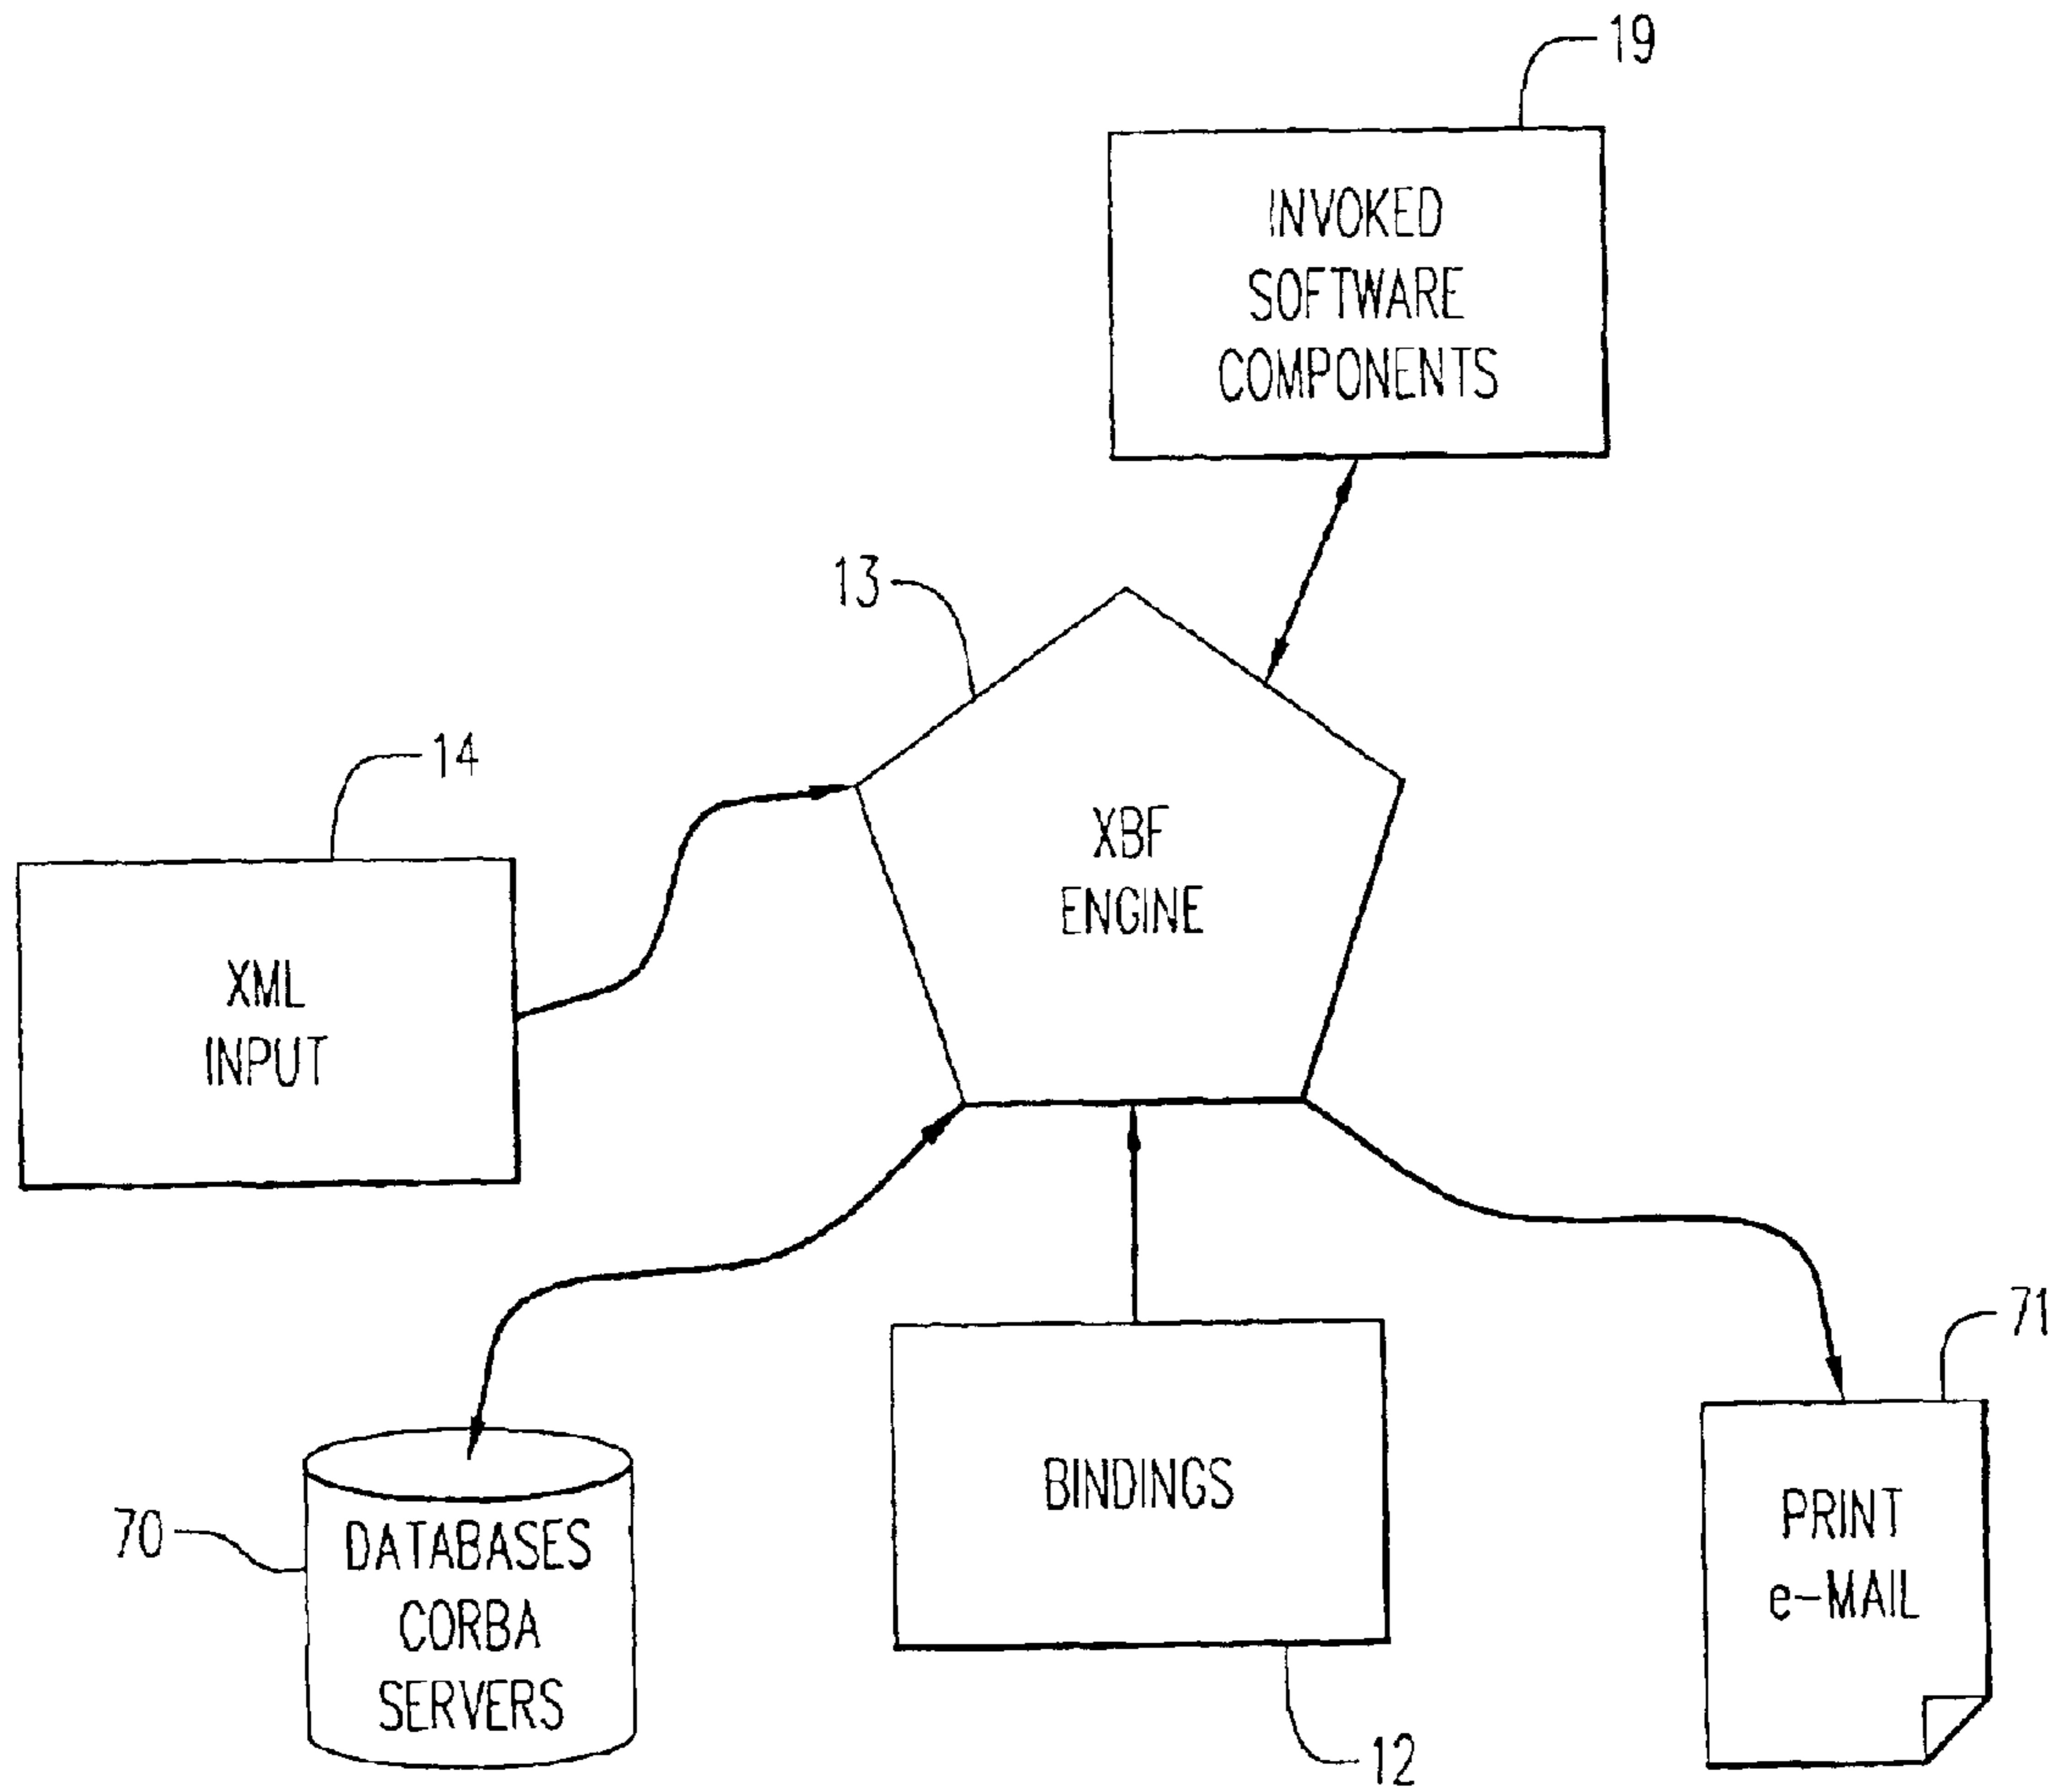 19
INVOKED
SOFTWARE
COMPONENTS
13
14
XBF
ENGINE
XML
INPUT
71
70
DATABASES
CORBA
SERVERS
BINDINGS
PRINT
e-MAIL
12